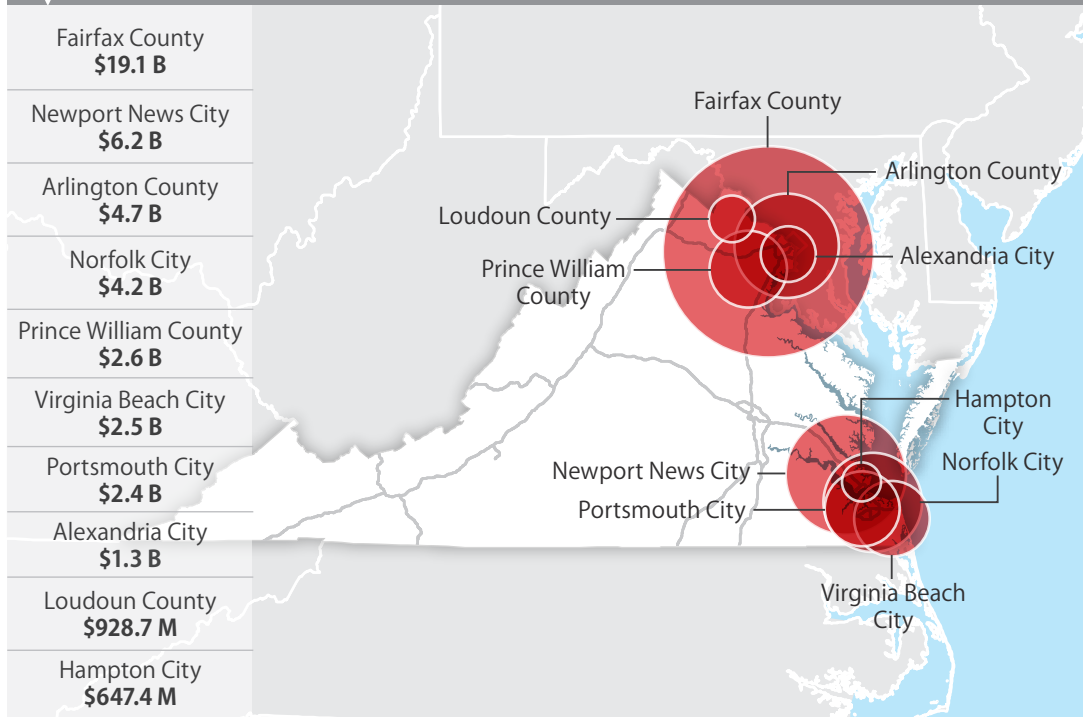 Fairfax County
$19.1 B
Newport News City
$6.2 B
Arlington County
$4.7 B
Norfolk City
$4.2 B
Prince William County
$2.6 B
Virginia Beach City
$2.5 B
Portsmouth City
$2.4 B
Alexandria City
$1.3 B
Loudoun County
$928.7 M
Hampton City
$647.4 M
Fairfax County
Arlington County
Loudoun County
Alexandria City
Prince William
County
Hampton
City
Newport News City
Norfolk City
Portsmouth City
Virginia Beach
City